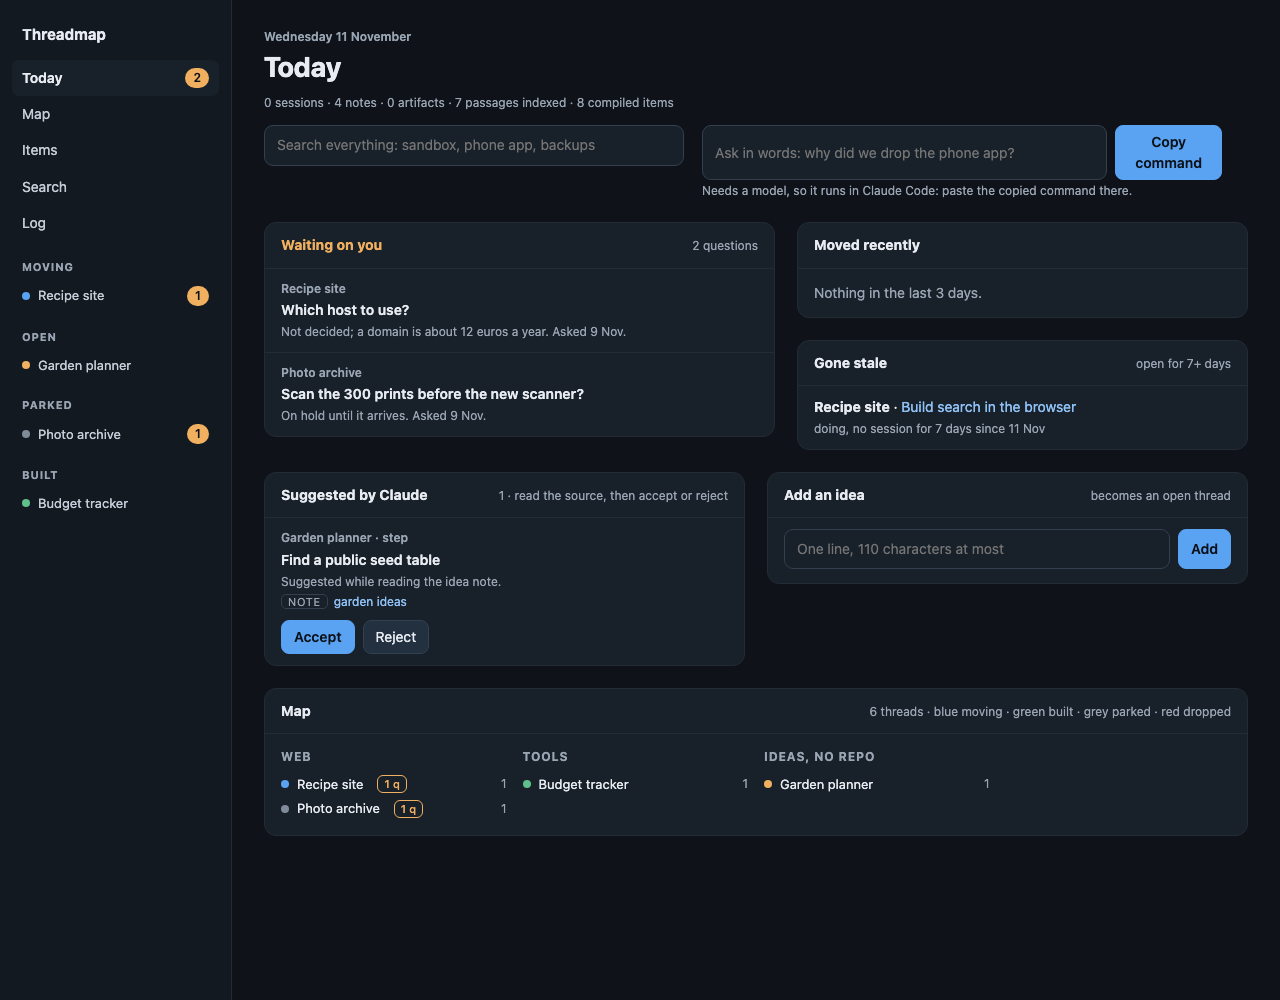 Threadmap
Today 2
Map
Items
Search
Log
MOVING
Recipe site 1
OPEN
Garden planner
PARKED
Photo archive 1
BUILT
Budget tracker
Wednesday 11 November
Today
0 sessions · 4 notes · 0 artifacts · 7 passages indexed · 8 compiled items
Search everything: sandbox, phone app, backups
Ask in words: why did we drop the phone app?
Copy
command
Needs a model, so it runs in Claude Code: paste the copied command there.
Waiting on you 2 questions
Recipe site
Which host to use?
Not decided; a domain is about 12 euros a year. Asked 9 Nov.
Photo archive
Scan the 300 prints before the new scanner?
On hold until it arrives. Asked 9 Nov.
Moved recently
Nothing in the last 3 days.
Gone stale open for 7+ days
Recipe site · Build search in the browser
doing, no session for 7 days since 11 Nov
Suggested by Claude 1 · read the source, then accept or reject
Garden planner · step
Find a public seed table
Suggested while reading the idea note.
NOTE garden ideas
Accept Reject
Add an idea becomes an open thread
One line, 110 characters at most Add
Map 6 threads · blue moving · green built · grey parked · red dropped
WEB
Recipe site 1 q 1
Photo archive 1 q 1
TOOLS
Budget tracker 1
IDEAS, NO REPO
Garden planner 1